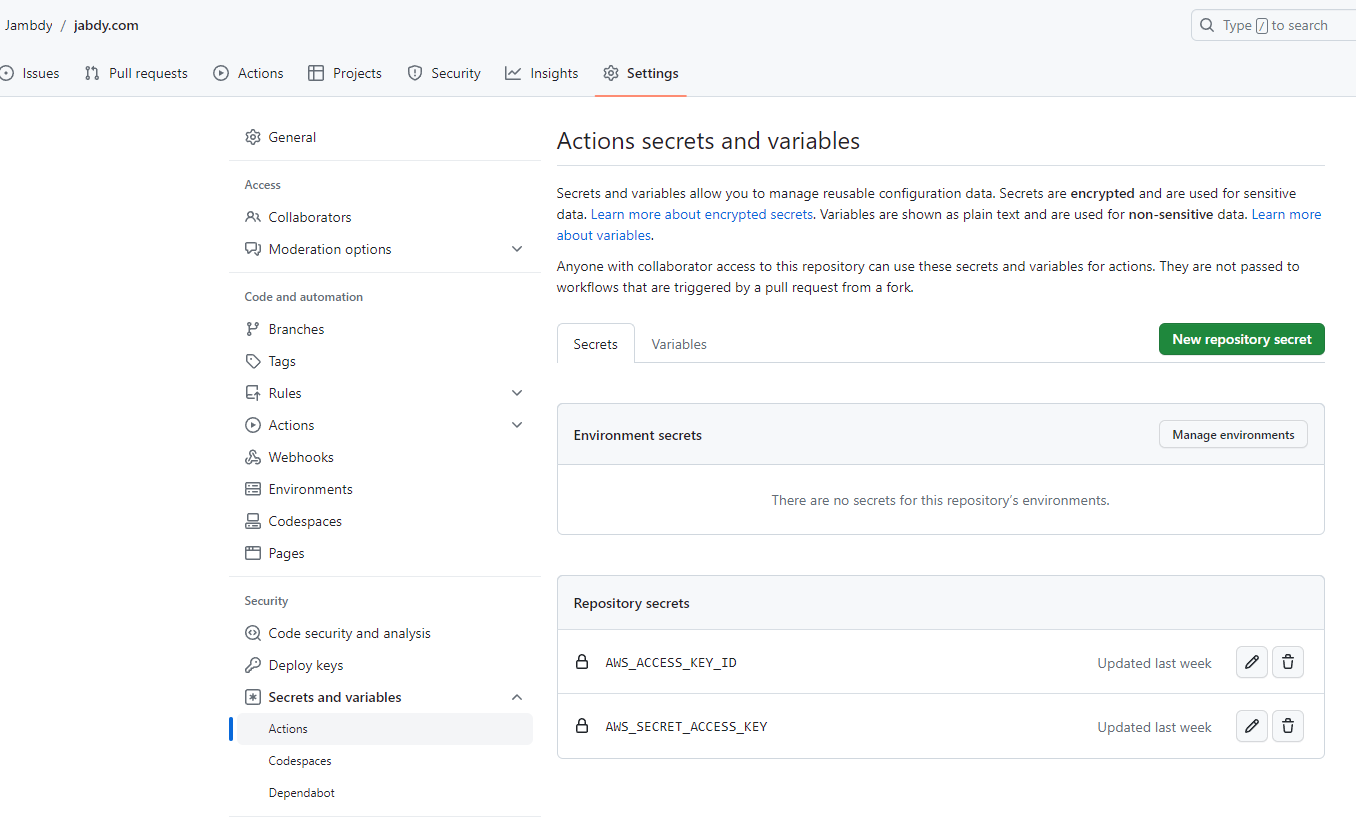 Jambdy / jabdy.com
Type / to search
Issues
Pull requests
Actions
Projects
Security
Insights
Settings
General
Access
Collaborators
Moderation options
Code and automation
Branches
Tags
Rules
Actions
Webhooks
Environments
Codespaces
Pages
Security
Code security and analysis
Deploy keys
Secrets and variables
Actions
Codespaces
Dependabot
Actions secrets and variables
Secrets and variables allow you to manage reusable configuration data. Secrets are encrypted and are used for sensitive
data. Learn more about encrypted secrets. Variables are shown as plain text and are used for non-sensitive data. Learn more
about variables.
Anyone with collaborator access to this repository can use these secrets and variables for actions. They are not passed to
workflows that are triggered by a pull request from a fork.
Secrets
Variables
New repository secret
Environment secrets
Manage environments
There are no secrets for this repository's environments.
Repository secrets
AWS_ACCESS_KEY_ID
Updated last week
AWS_SECRET_ACCESS_KEY
Updated last week